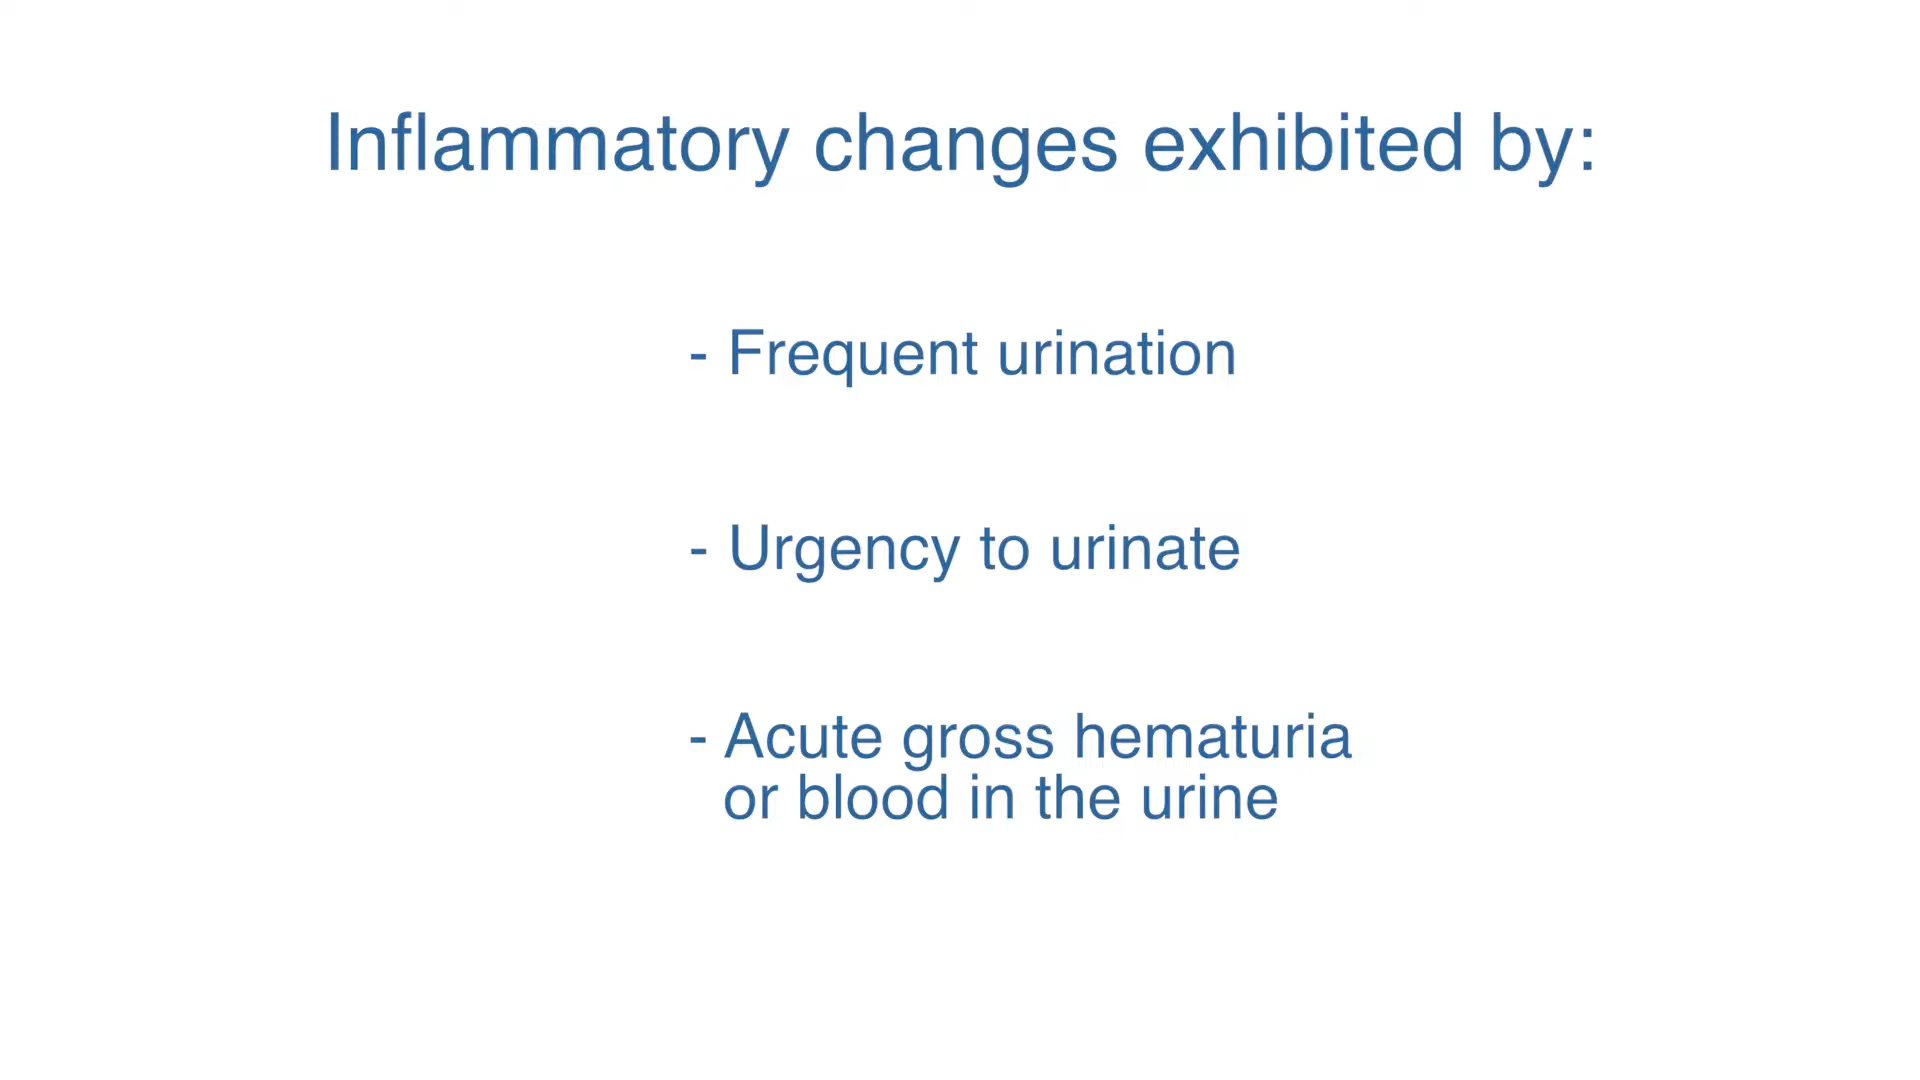 Inflammatory changes exhibited by:
- Frequent urination
- Urgency to urinate
- Acute gross hematuria
or blood in the urine